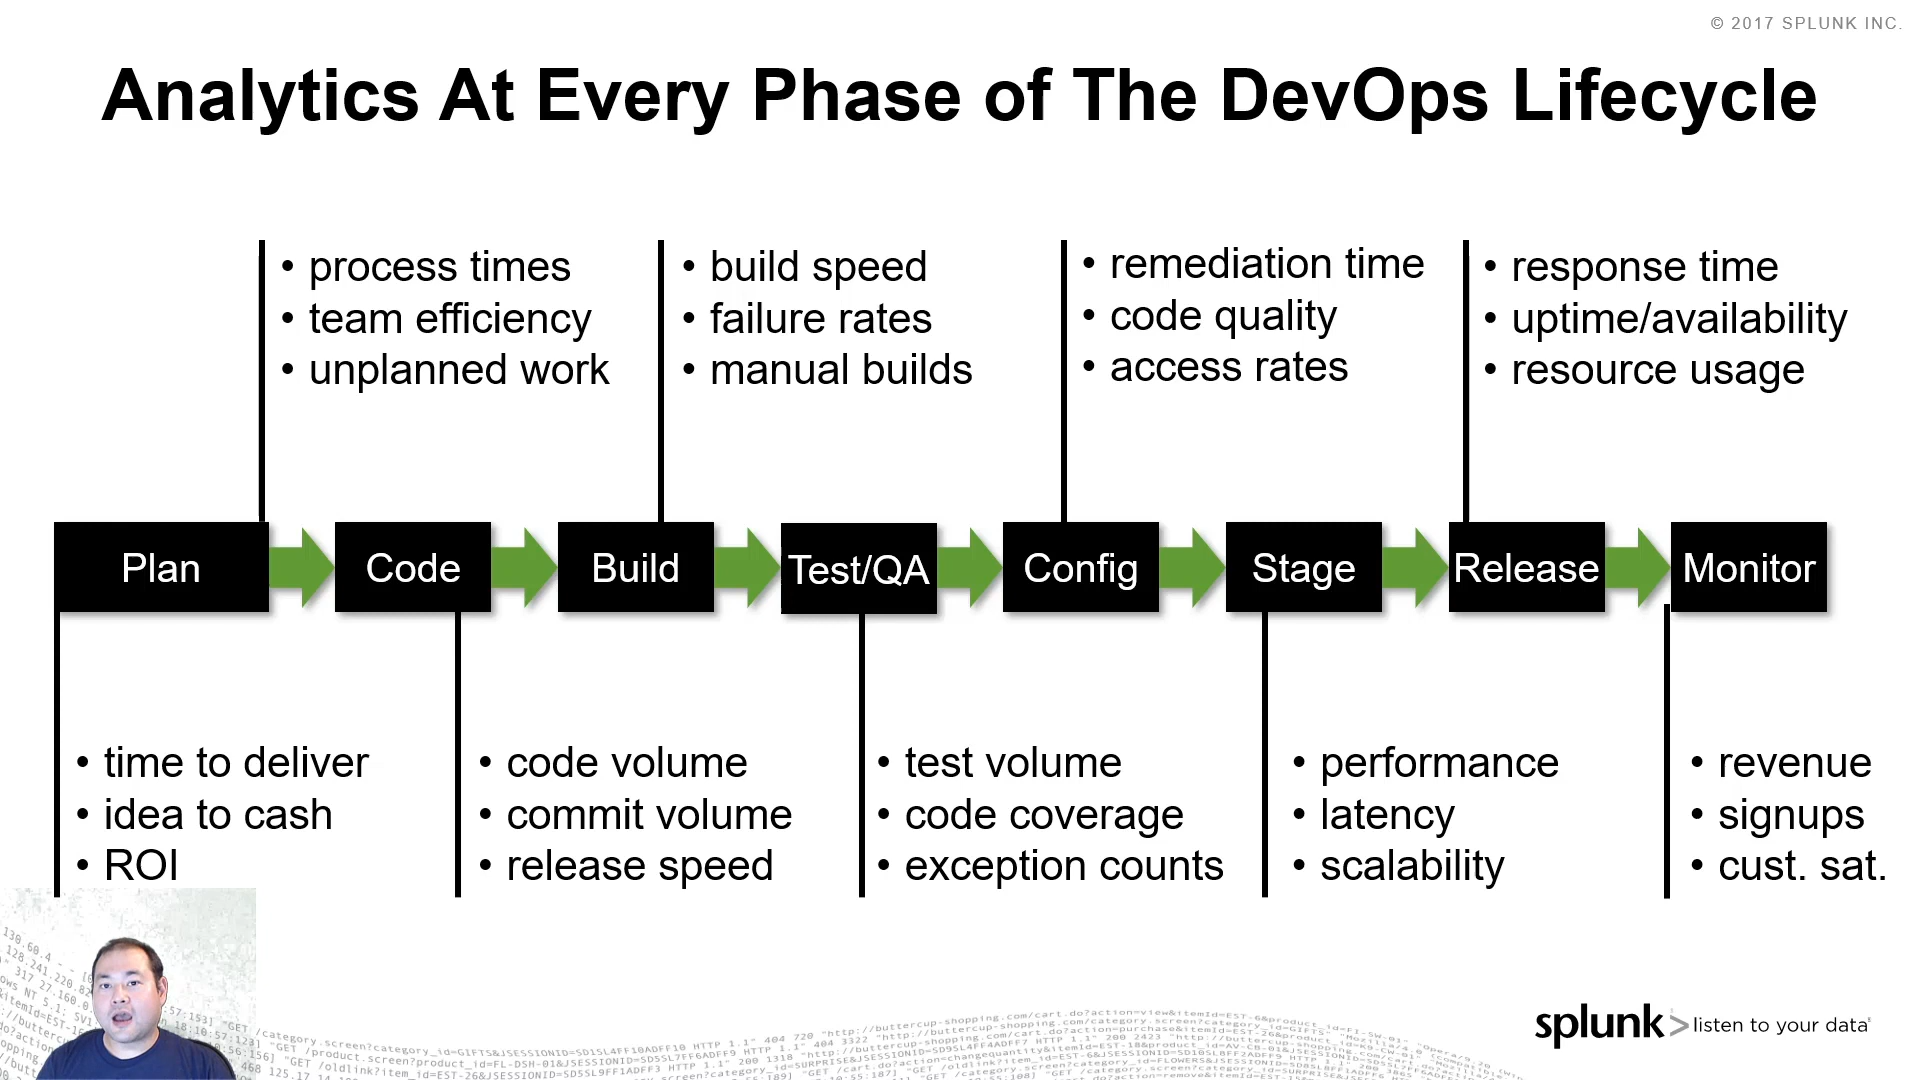 © 2017 SPLUNK INC.
Analytics At Every Phase of The DevOps Lifecycle
• process times
• team efficiency
• unplanned work
• build speed
• failure rates
• manual builds
• remediation time
• code quality
• access rates
• response time
• uptime/availability
• resource usage
Plan
Code
Build
Test/QA
Config
Stage
Release
Monitor
• time to deliver
• idea to cash
• ROI
• code volume
• commit volume
• release speed
• test volume
• code coverage
• exception counts
• performance
• latency
• scalability
• revenue
• signups
• cust. sat.
splunk> listen to your data